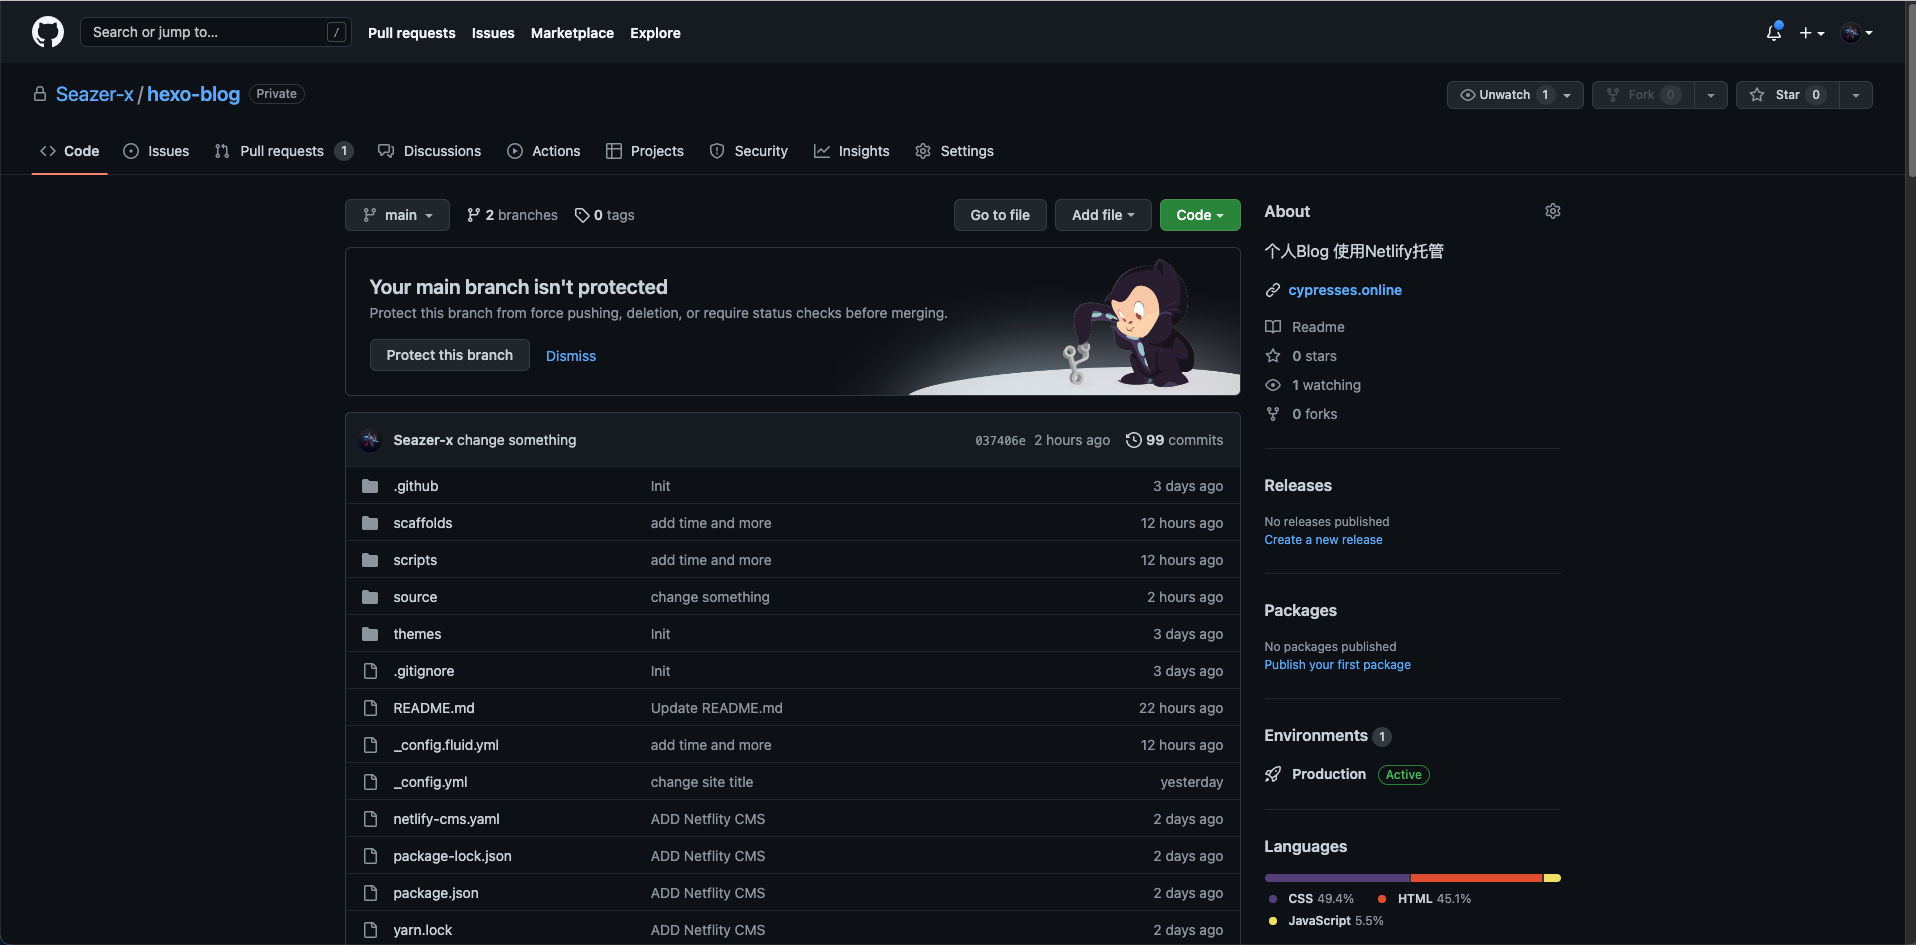 Search or jump to... /
Pull requests Issues Marketplace Explore
Seazer-x / hexo-blog Private
Unwatch 1 Fork 0 Star 0
Code Issues Pull requests 1 Discussions Actions Projects Security Insights Settings
main 2 branches 0 tags Go to file Add file Code
Your main branch isn't protected
Protect this branch from force pushing, deletion, or require status checks before merging.
Protect this branch Dismiss
Seazer-x change something 037406e 2 hours ago 99 commits
.github Init 3 days ago
scaffolds add time and more 12 hours ago
scripts add time and more 12 hours ago
source change something 2 hours ago
themes Init 3 days ago
.gitignore Init 3 days ago
README.md Update README.md 22 hours ago
_config.fluid.yml add time and more 12 hours ago
_config.yml change site title yesterday
netlify-cms.yaml ADD Netflity CMS 2 days ago
package-lock.json ADD Netflity CMS 2 days ago
package.json ADD Netflity CMS 2 days ago
yarn.lock ADD Netflity CMS 2 days ago
About
个人Blog 使用Netlify托管
cypresses.online
Readme
0 stars
1 watching
0 forks
Releases
No releases published
Create a new release
Packages
No packages published
Publish your first package
Environments 1
Production Active
Languages
CSS 49.4% HTML 45.1%
JavaScript 5.5%